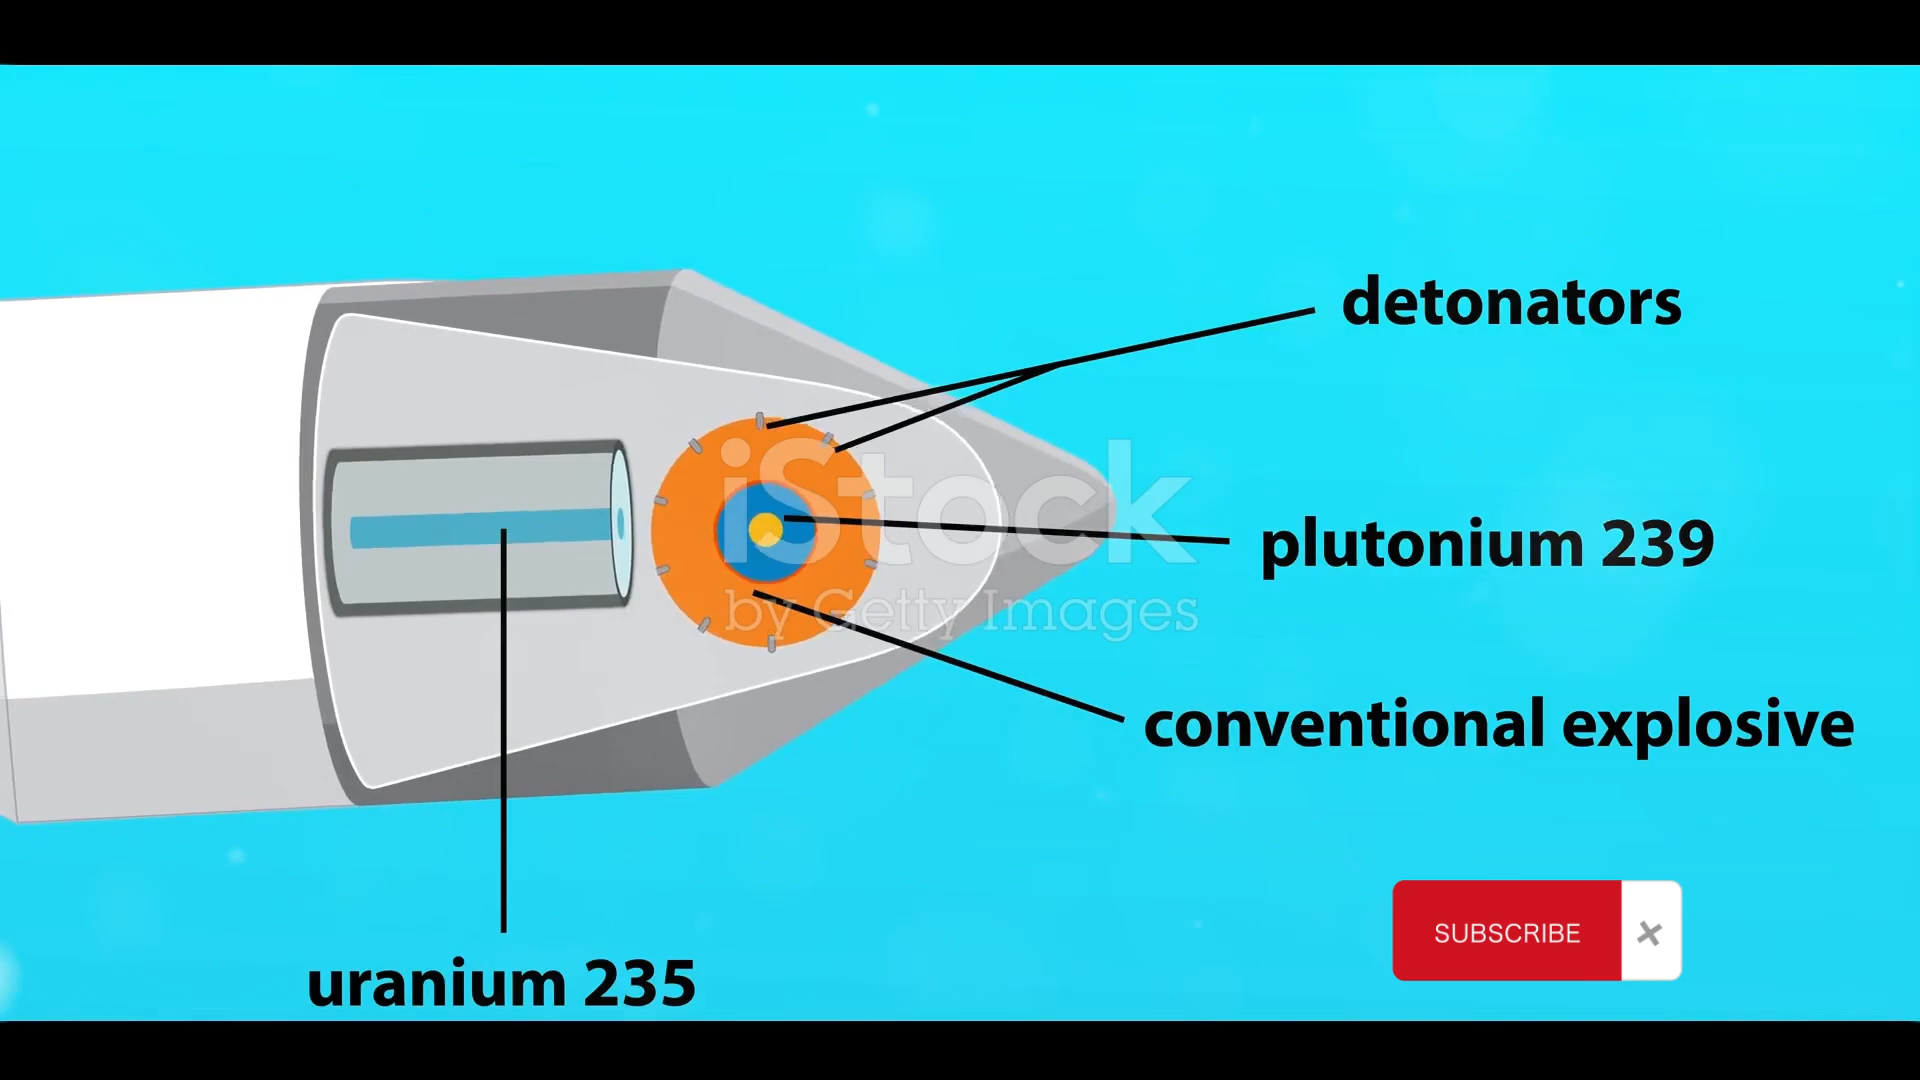 detonators
iStock
plutonium 239
by Getty Images
conventional explosive
SUBSCRIBE
uranium 235